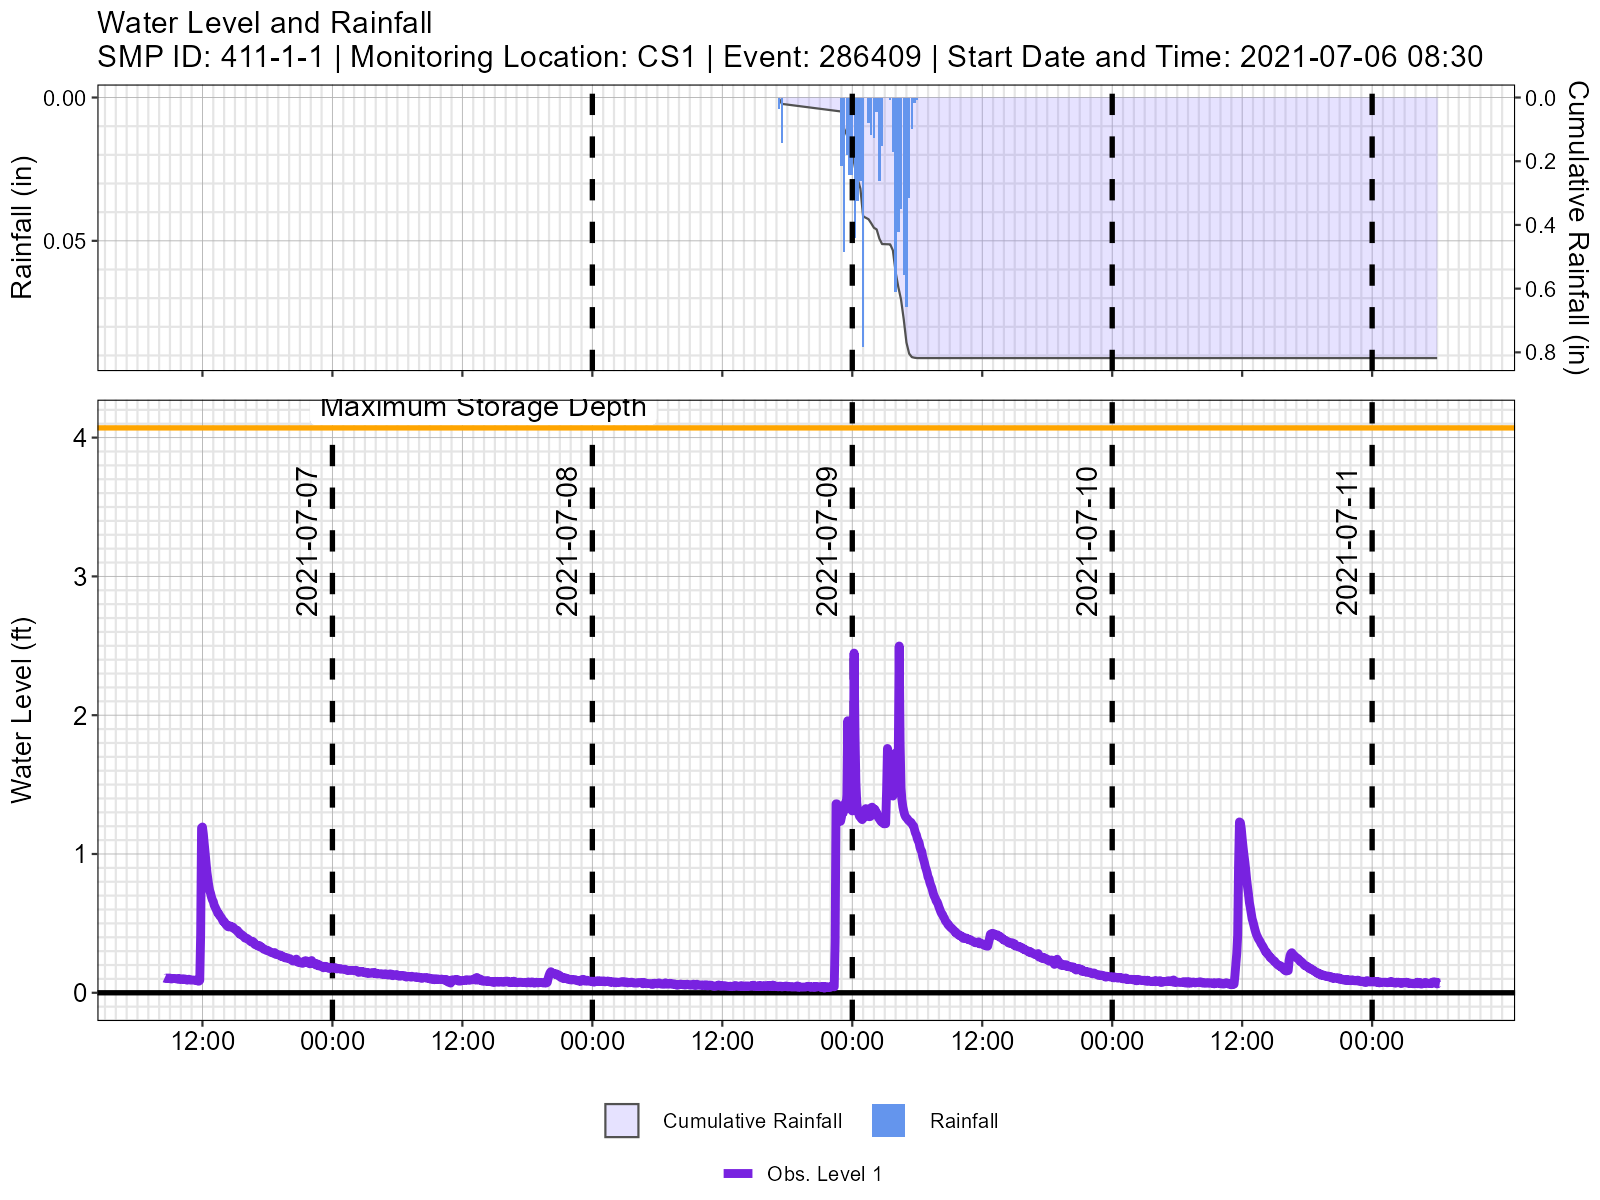 Water Level and Rainfall
SMP ID: 411-1-1 | Monitoring Location: CS1 | Event: 286409 | Start Date and Time: 2021-07-06 08:30
Rainfall (in)
0.00
0.05
0.0
0.2
0.4
0.6
0.8
Cumulative Rainfall (in)
Maximum Storage Depth
Water Level (ft)
4
3
2
1
0
2021-07-07
2021-07-08
2021-07-09
2021-07-10
2021-07-11
12:00 00:00 12:00 00:00 12:00 00:00 12:00 00:00 12:00 00:00
Cumulative Rainfall Rainfall
Obs. Level 1